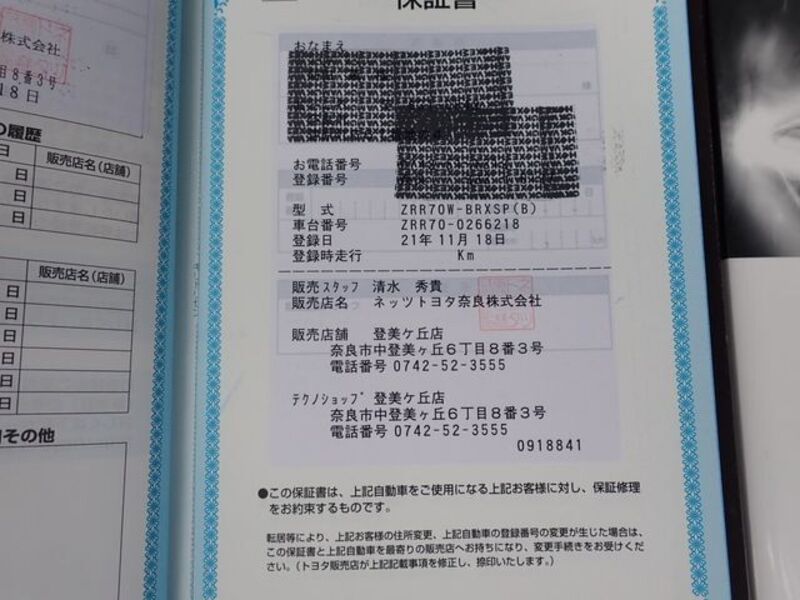 株式会社
8番3号
18日
の履歴
日
販売店名(店舗)
日
日
日
販売店名(店舗)
日
日
日
日
日
日
その他
保証書
おなまえ
お電話番号
登録番号
型 式 ZRR70W-BRXSP(B)
車台番号 ZRR70-0266218
登録日 21年11月18日
登録時走行 Km
販売スタッフ 清水 秀貴
販売店名 ネッツトヨタ奈良株式会社
販売店舗 登美ケ丘店
奈良市中登美ヶ丘6丁目8番3号
電話番号 0742-52-3555
テクノショップ 登美ケ丘店
奈良市中登美ヶ丘6丁目8番3号
電話番号 0742-52-3555
0918841
●この保証書は、上記自動車をご使用になる上記お客様に対し、保証修理
をお約束するものです。
転居等により、上記お客様の住所変更、上記自動車の登録番号の変更が生じた場合は、
この保証書と上記自動車を最寄りの販売店へお持ちになり、変更手続きをお受けくだ
さい。(トヨタ販売店が上記記載事項を修正し、捺印いたします。)